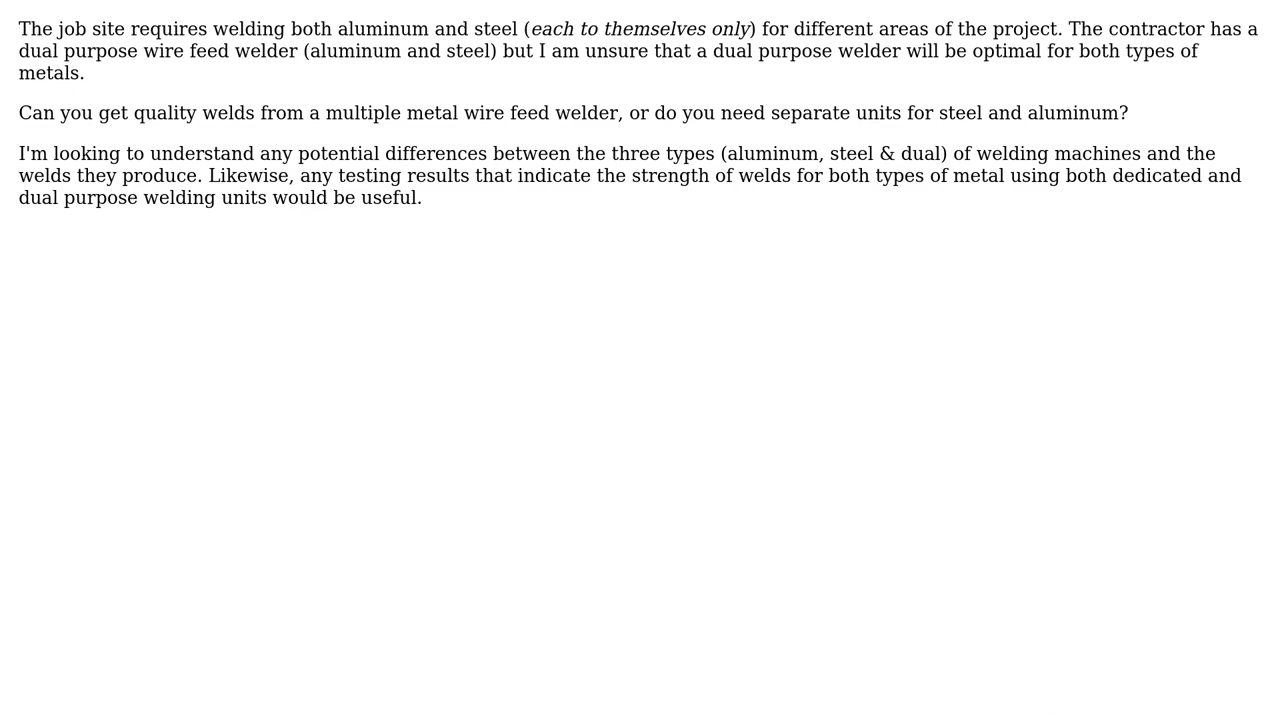 The job site requires welding both aluminum and steel (each to themselves only) for different areas of the project. The contractor has a
dual purpose wire feed welder (aluminum and steel) but I am unsure that a dual purpose welder will be optimal for both types of
metals.
Can you get quality welds from a multiple metal wire feed welder, or do you need separate units for steel and aluminum?
I'm looking to understand any potential differences between the three types (aluminum, steel & dual) of welding machines and the
welds they produce. Likewise, any testing results that indicate the strength of welds for both types of metal using both dedicated and
dual purpose welding units would be useful.